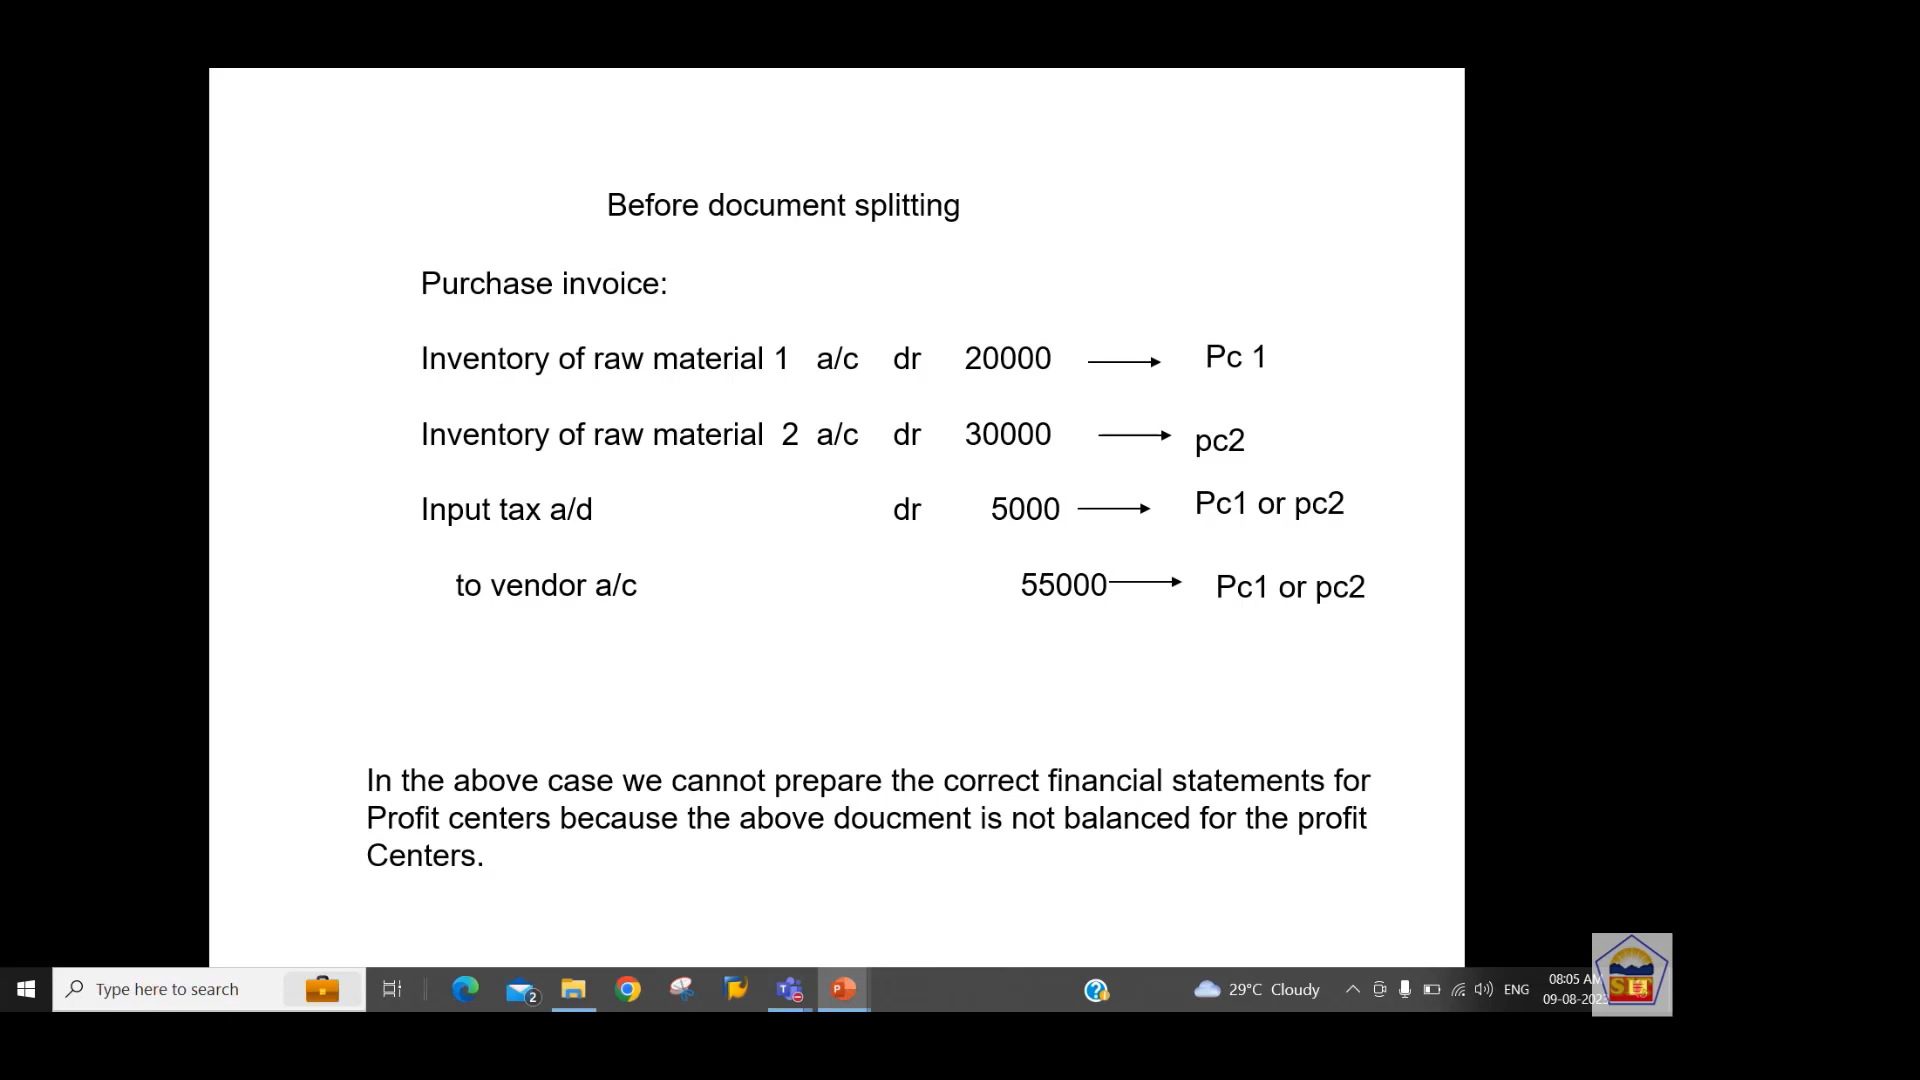 Before document splitting
Purchase invoice:
Inventory of raw material 1 a/c dr 20000 Pc 1
Inventory of raw material 2 a/c dr 30000 pc2
Input tax a/d dr 5000 Pc1 or pc2
to vendor a/c 55000 Pc1 or pc2
In the above case we cannot prepare the correct financial statements for
Profit centers because the above doucment is not balanced for the profit
Centers.
Type here to search
2
29°C Cloudy
ENG
08:05 AM
09-08-202
SIT